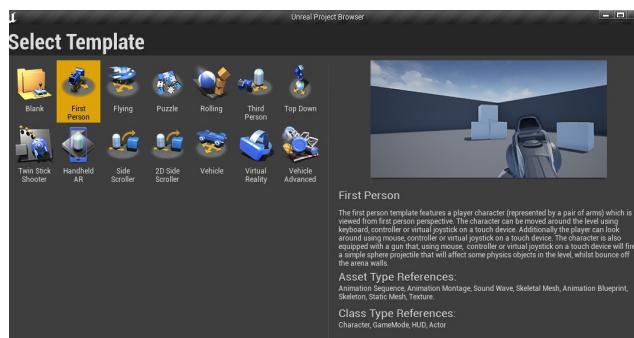 Unreal Project Browser
Select Template
Blank
First
Person
Flying
Puzzle
Rolling
Third
Person
Top Down
Twin Stick
Shooter
Handheld
AR
Side
Scroller
2D Side
Scroller
Vehicle
Virtual
Reality
Vehicle
Advanced
First Person
The first person template features a player character (represented by a pair of arms) which is
viewed from first person perspective. The character can be moved around the level using
keyboard, controller or virtual joystick on a touch device. Additionally the player can look
around using mouse, controller or virtual joystick on a touch device. The character is also
equipped with a gun that, using mouse, controller or virtual joystick on a touch device will fire
a simple sphere projectile that will affect some physics objects in the level, whilst bounce off
the arena walls.
Asset Type References:
Animation Sequence, Animation Montage, Sound Wave, Skeletal Mesh, Animation Blueprint,
Skeleton, Static Mesh, Texture.
Class Type References:
Character, GameMode, HUD, Actor